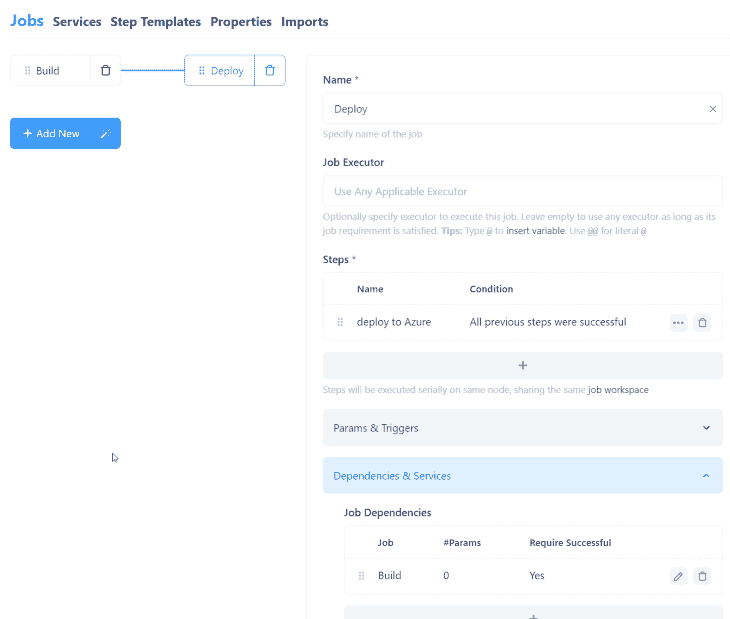 Jobs Services Step Templates Properties Imports
Build
Deploy
+ Add New
Name *
Deploy
Specify name of the job
Job Executor
Use Any Applicable Executor
Optionally specify executor to execute this job. Leave empty to use any executor as long as its
job requirement is satisfied. Tips: Type @ to insert variable. Use @@ for literal @
Steps *
Name Condition
deploy to Azure All previous steps were successful
Steps will be executed serially on same node, sharing the same job workspace
Params & Triggers
Dependencies & Services
Job Dependencies
Job #Params Require Successful
Build 0 Yes